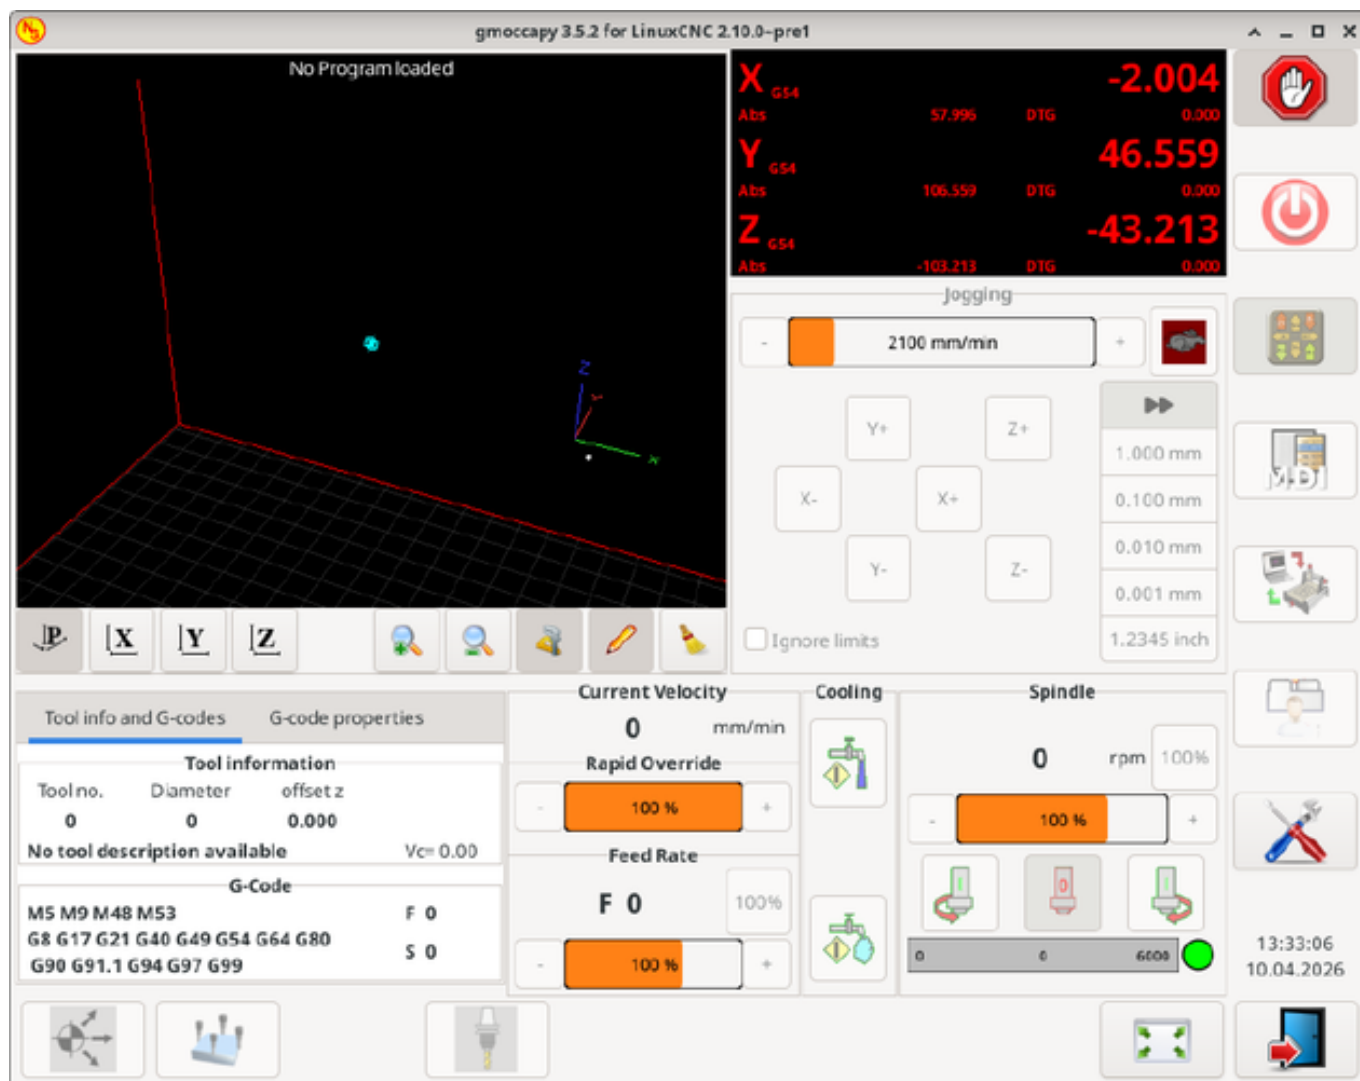 gmoccapy 3.5.2 for LinuxCNC 2.10.0~pre1
No Program loaded
X G54 -2.004
Abs 57.996 DTG 0.000
Y G54 46.559
Abs 106.559 DTG 0.000
Z G54 -43.213
Abs -103.213 DTG 0.000
Jogging
- 2100 mm/min +
Y+ Z+
X- X+
Y- Z-
1.000 mm
0.100 mm
0.010 mm
0.001 mm
1.2345 inch
Ignore limits
Z
Y
X
P X Y Z
MDI
Tool info and G-codes G-code properties
Tool information
Tool no. Diameter offset z
0 0 0.000
No tool description available Vc= 0.00
G-Code
M5 M9 M48 M53 F 0
G8 G17 G21 G40 G49 G54 G64 G80 S 0
G90 G91.1 G94 G97 G99
Current Velocity
0 mm/min
Rapid Override
- 100 % +
Feed Rate
F 0 100%
- 100 % +
Cooling
Spindle
0 rpm 100%
- 100 % +
0 0 6000
13:33:06
10.04.2026